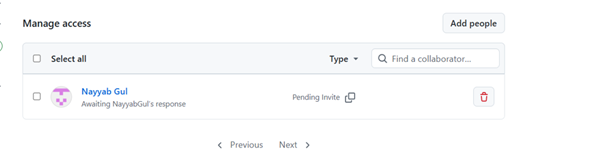 Manage access
Add people
Select all
Type
Find a collaborator...
Nayyab Gul
Awaiting NayyabGul's response
Pending Invite
Previous
Next